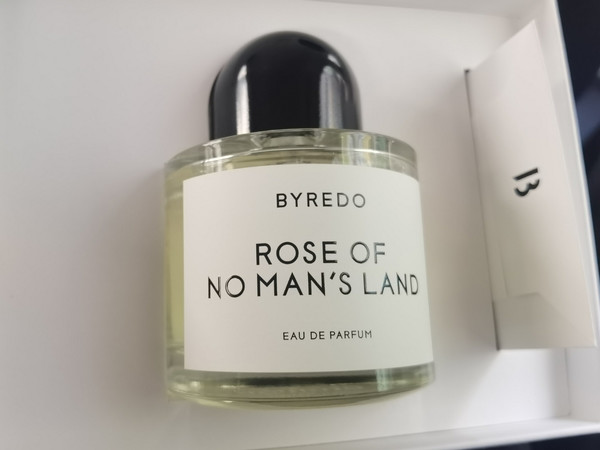 BYREDO
ROSE OF
NO MAN'S LAND
EAU DE PARFUM
B